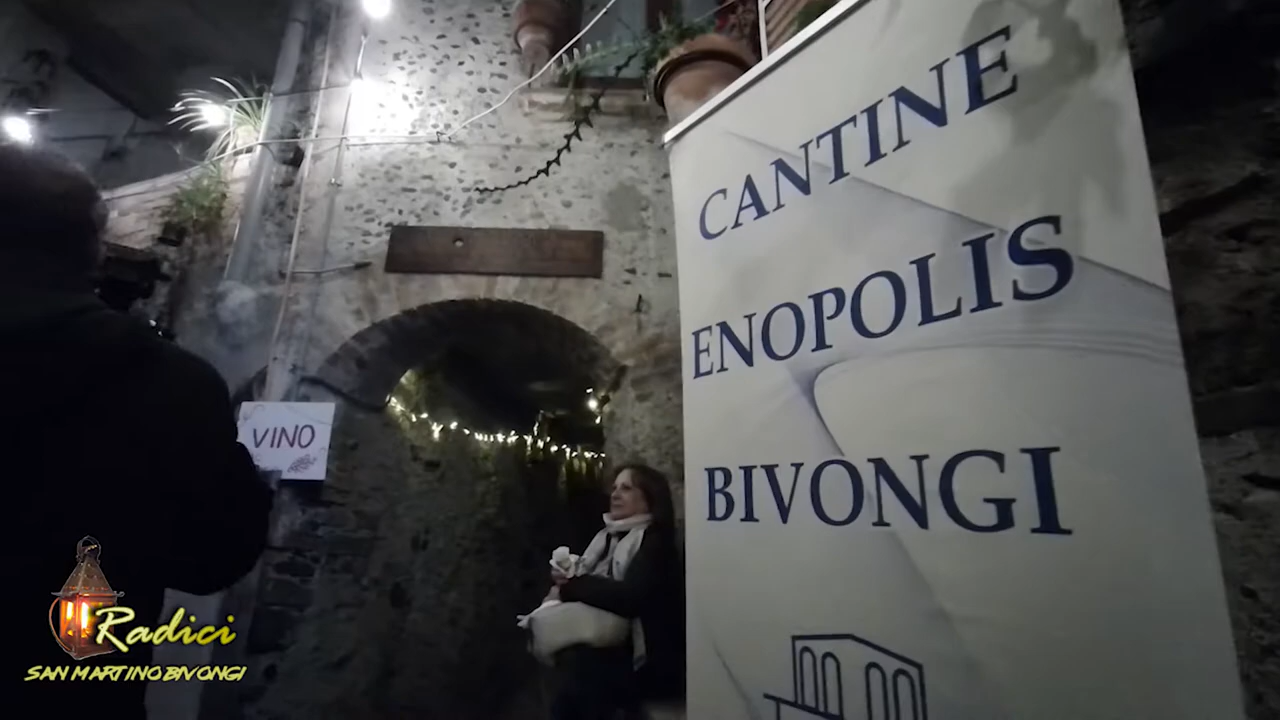 CANTINE
ENOPOLIS
BIVONGI
VINO
Radici
SAN MARTINO BIVONGI